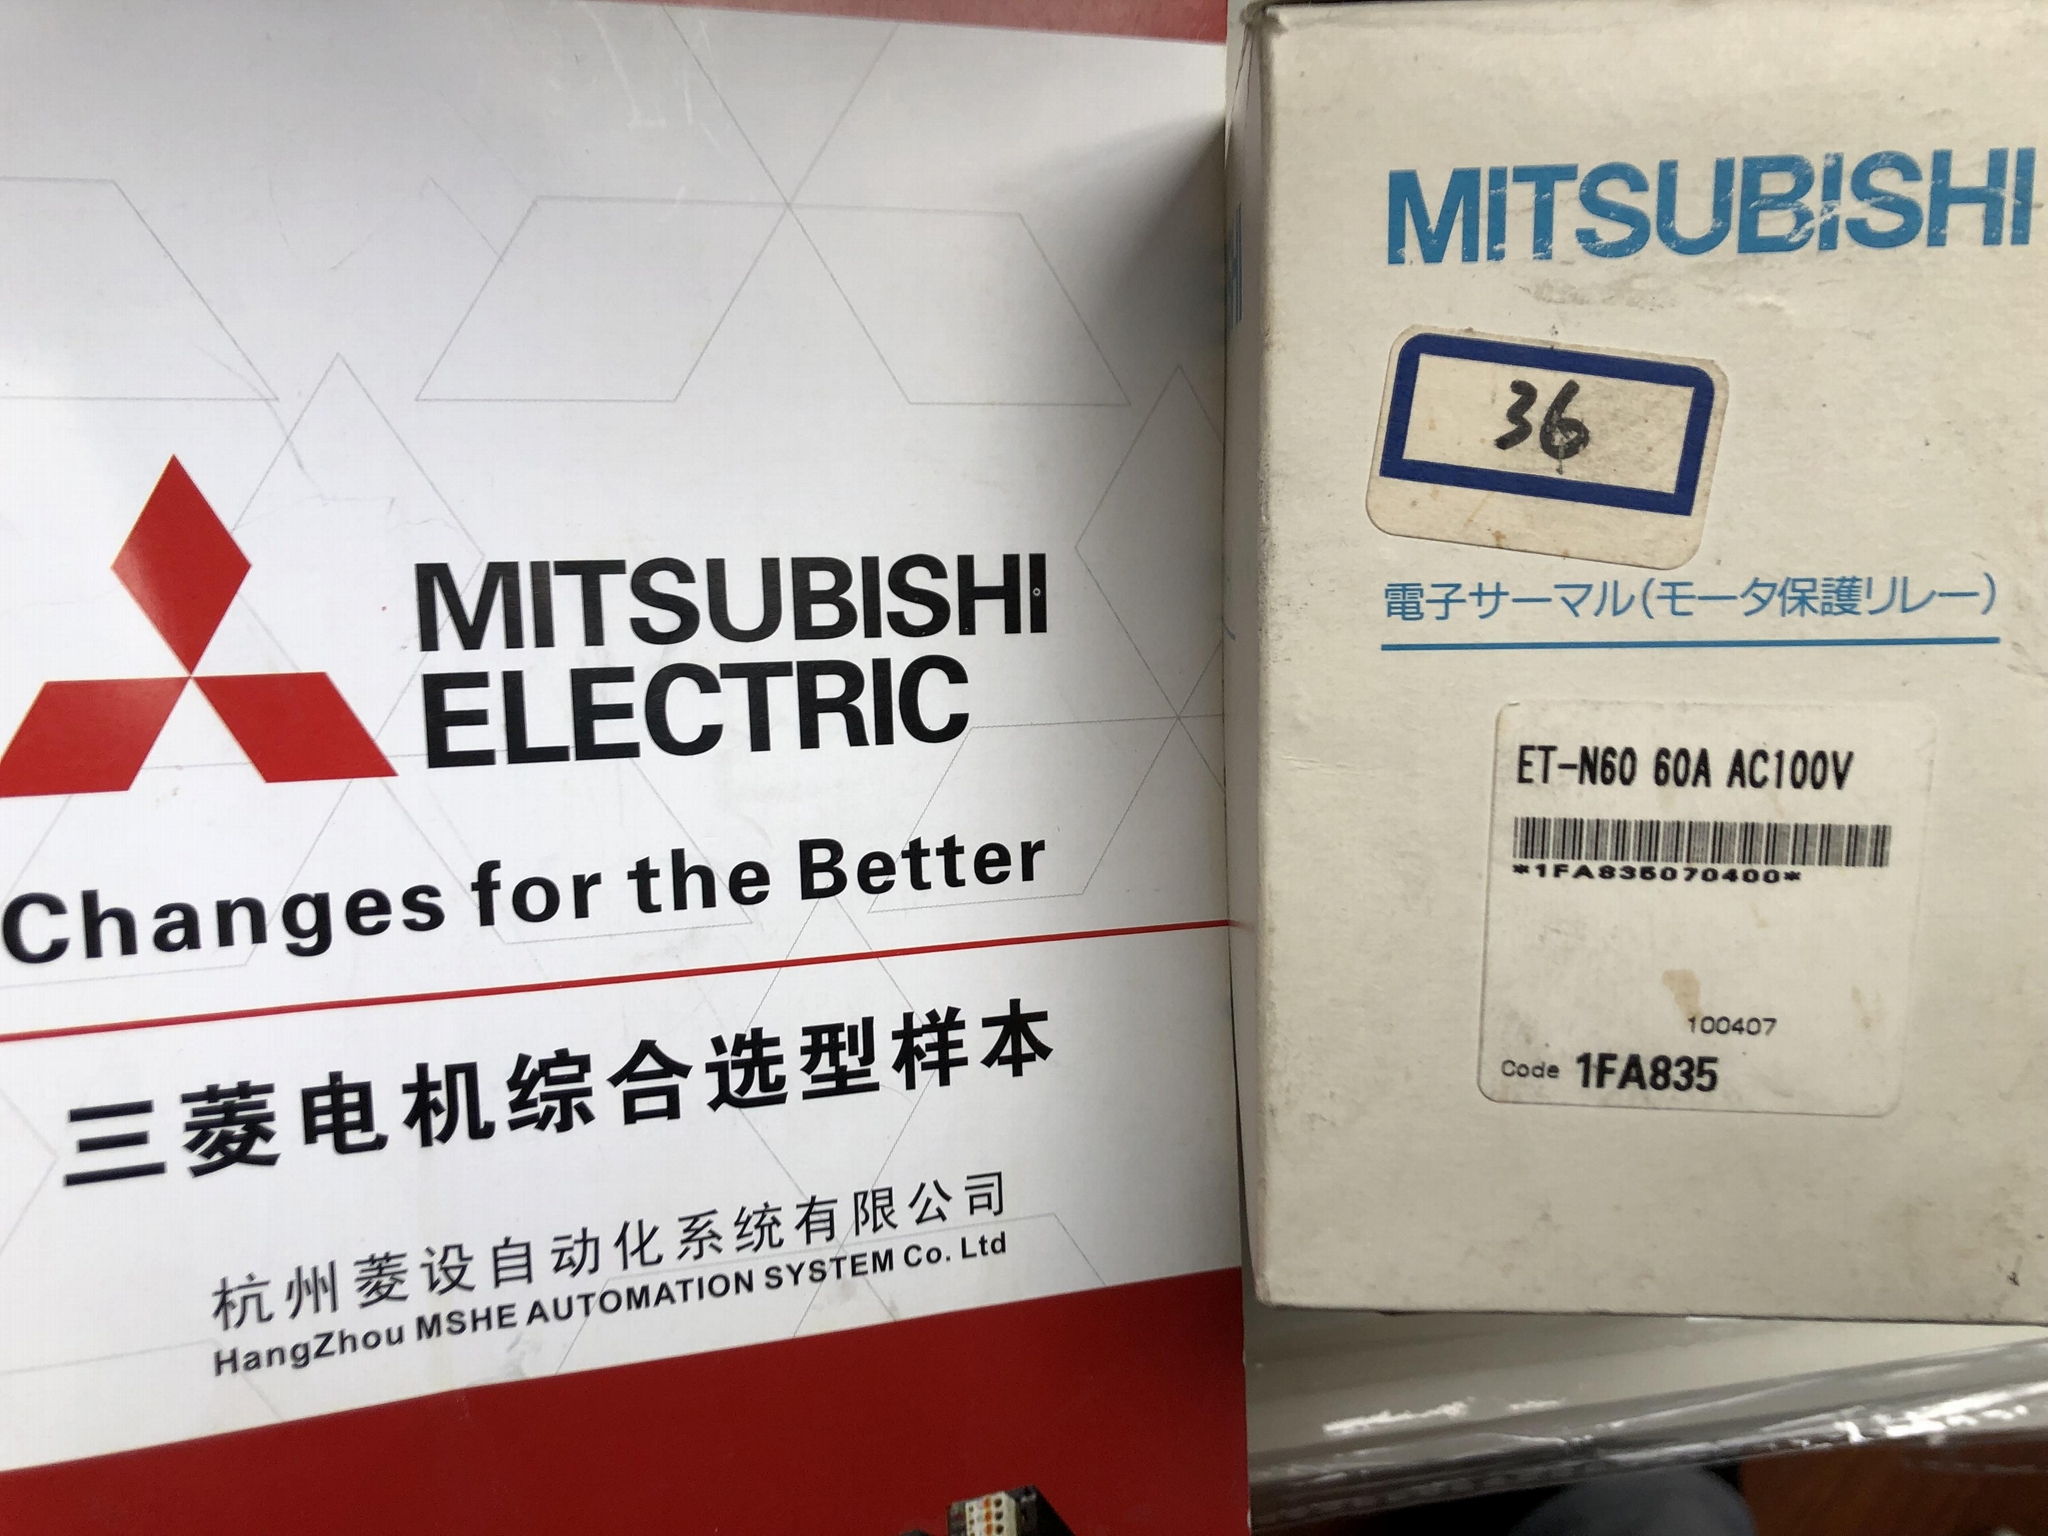 MITSUBISHI
ELECTRIC
Changes for the Better
三菱电机综合选型样本
杭州菱设自动化系统有限公司
HangZhou MSHE AUTOMATION SYSTEM Co. Ltd
MITSUBISHI
36
電子サーマル(モータ保護リレー)
ET-N60 60A AC100V
*1FA835070400*
100407
Code 1FA835